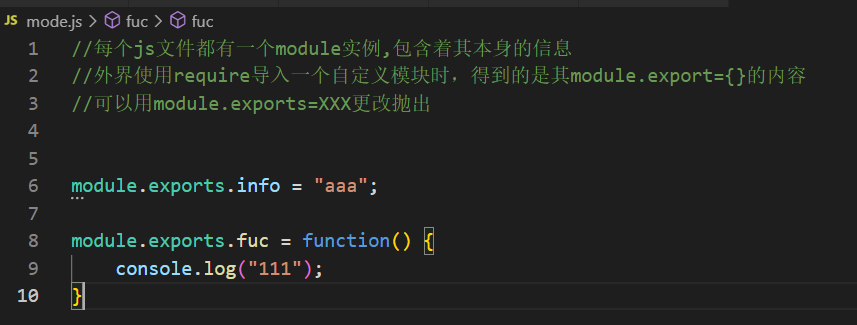 JS mode.js > fuc > fuc
1 //每个js文件都有一个module实例,包含着其本身的信息
2 //外界使用require导入一个自定义模块时，得到的是其module.export={}的内容
3 //可以用module.exports=XXX更改抛出
4
5
6 module.exports.info = "aaa";
7
8 module.exports.fuc = function() {
9     console.log("111");
10 }